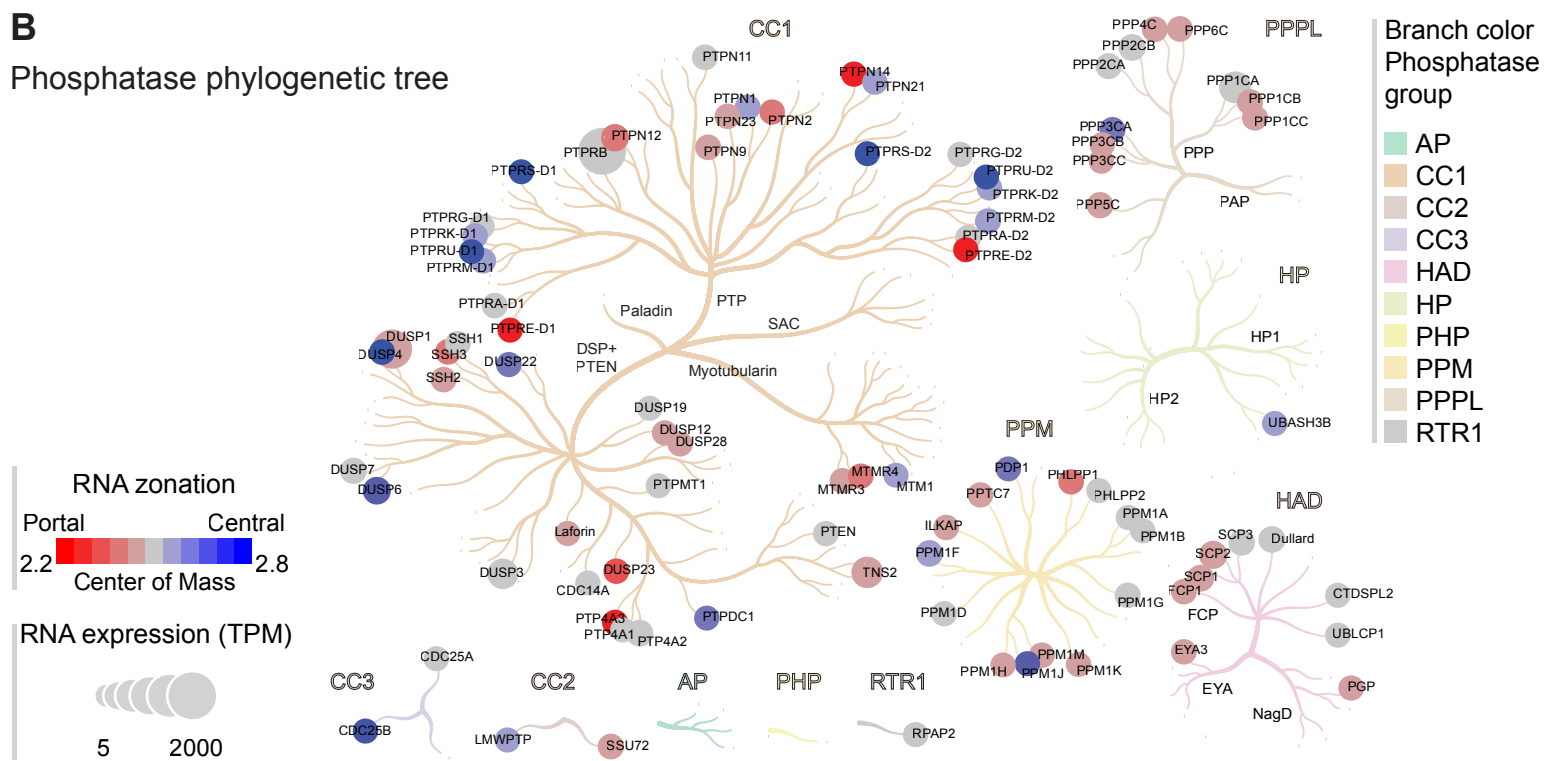 B
Phosphatase phylogenetic tree
CC1
PTPN11
PTPN14
PTPN21
PTPN1
PTPN23
PTPN2
PTPN12
PTPRB
PTPN9
PTPRS-D1
PTPRS-D2
PTPRG-D2
PTPRU-D2
PTPRK-D2
PTPRM-D2
PTPRA-D2
PTPRE-D2
PTPRG-D1
PTPRK-D1
PTPRU-D1
PTPRM-D1
PTPRA-D1
PTPRE-D1
Paladin
PTP
SAC
DSP+
PTEN
Myotubularin
DUSP1
DUSP4
SSH1
SSH3
SSH2
DUSP22
DUSP19
DUSP12
DUSP28
DUSP7
DUSP6
PTPMT1
MTMR4
MTMR3
MTM1
Laforin
PTEN
DUSP3
DUSP23
CDC14A
TNS2
PTP4A3
PTP4A1
PTP4A2
PTPDC1
PPPL
PPP4C
PPP6C
PPP2CB
PPP2CA
PPP1CA
PPP1CB
PPP1CC
PPP3CA
PPP3CB
PPP3CC
PPP
PPP5C
PAP
HP
HP1
HP2
UBASH3B
PPM
PDP1
PHLPP1
PPTC7
PHLPP2
ILKAP
PPM1A
PPM1B
PPM1F
PPM1D
PPM1G
PPM1H
PPM1M
PPM1J
PPM1K
HAD
SCP3
Dullard
SCP2
SCP1
FCP1
CTDSPL2
FCP
UBLCP1
EYA3
EYA
PGP
NagD
CC3
CDC25A
CDC25B
CC2
LMWPTP
SSU72
AP
PHP
RTR1
RPAP2
RNA zonation
Portal Central
2.2 2.8
Center of Mass
RNA expression (TPM)
5 2000
Branch color
Phosphatase
group
AP
CC1
CC2
CC3
HAD
HP
PHP
PPM
PPPL
RTR1